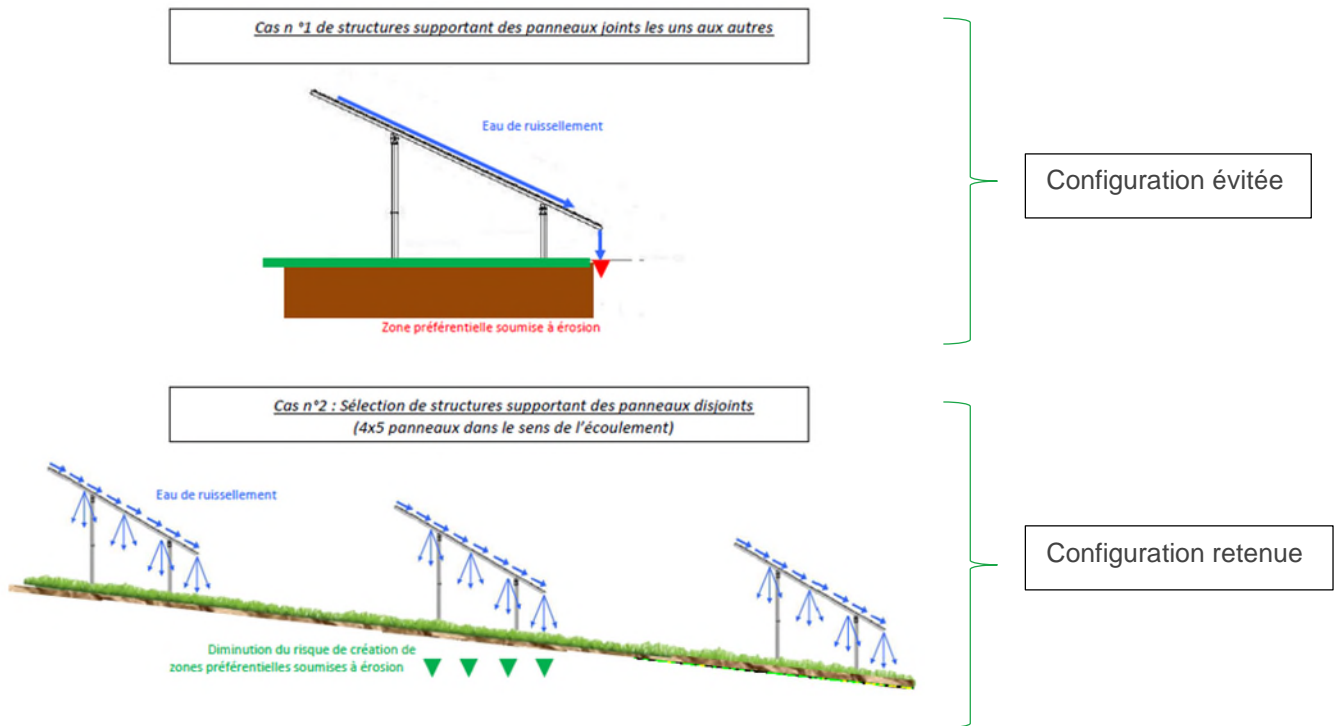 Cas n °1 de structures supportant des panneaux joints les uns aux autres
Eau de ruissellement
Zone préférentielle soumise à érosion
Configuration évitée
Cas n°2 : Sélection de structures supportant des panneaux disjoints
(4x5 panneaux dans le sens de l'écoulement)
Eau de ruissellement
Diminution du risque de création de
zones préférentielles soumises à érosion
Configuration retenue